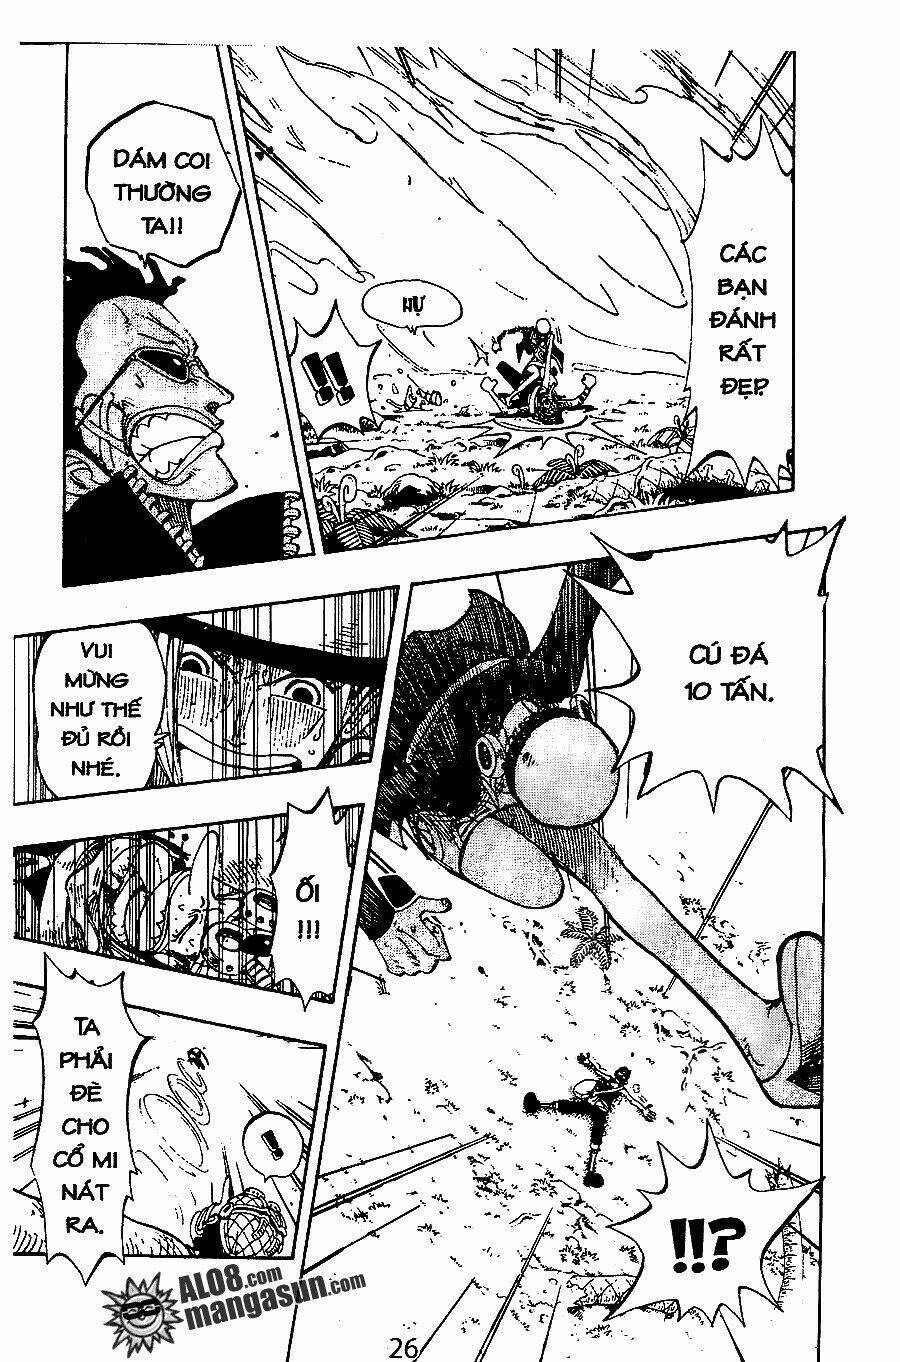 CÁC
BẠN
ĐÁNH
RẤT
ĐẸP.
HỰ
!!
DÁM COI
THƯỜNG
TA!!
CÚ ĐÁ
10 TẤN.
VUI
MỪNG
NHƯ THẾ
ĐỦ RỒI
NHÉ.
ỐI
!!!
TA
PHẢI
ĐÈ
CHO
CỔ MI
NÁT
RA.
!!
!!?
AL08.com
mangasun.com
26